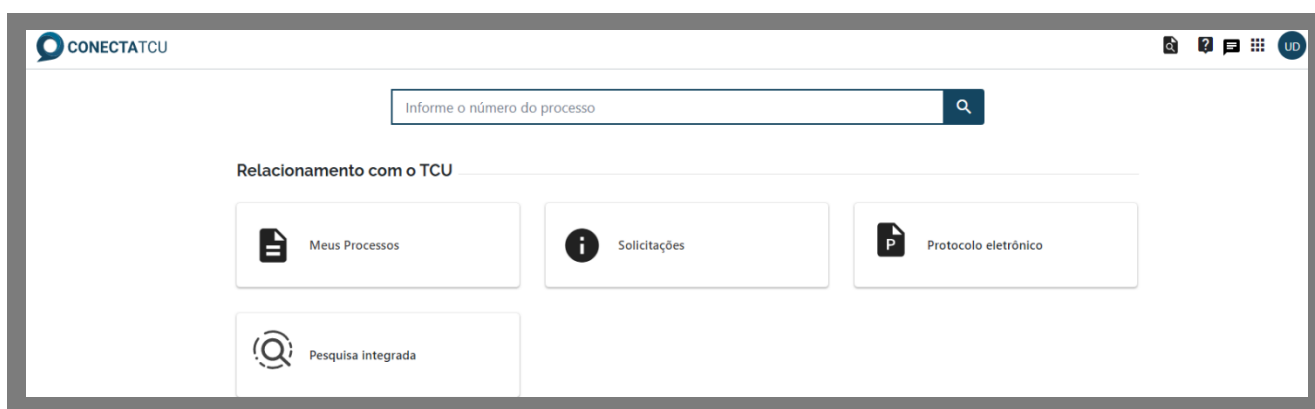 CONECTATCU
UD
Informe o número do processo
Relacionamento com o TCU
Meus Processos
Solicitações
P
Protocolo eletrônico
Pesquisa integrada